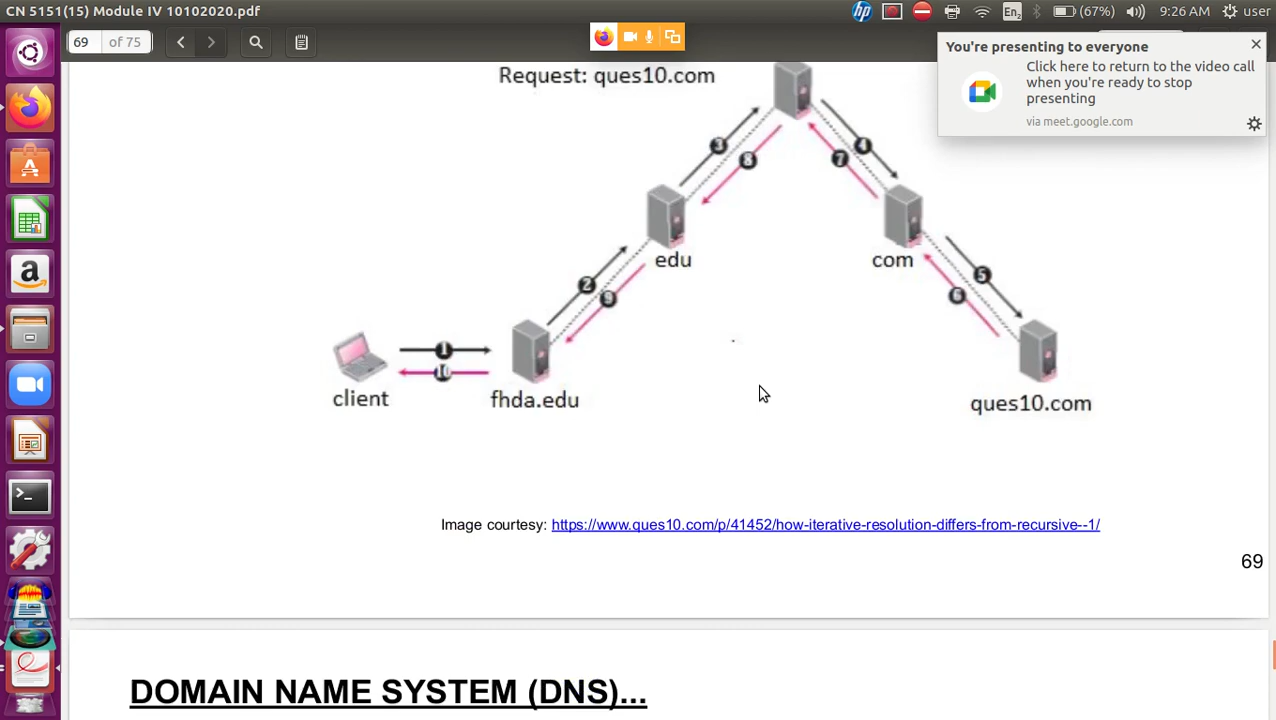 CN 5151(15) Module IV 10102020.pdf
En2
(67%)
9:26 AM
user
69
of 75
You're presenting to everyone
Click here to return to the video call
when you're ready to stop
presenting
via meet.google.com
Request: ques10.com
3
8
4
7
edu
com
2
9
5
6
1
10
client
fhda.edu
ques10.com
Image courtesy: https://www.ques10.com/p/41452/how-iterative-resolution-differs-from-recursive--1/
69
DOMAIN NAME SYSTEM (DNS)...